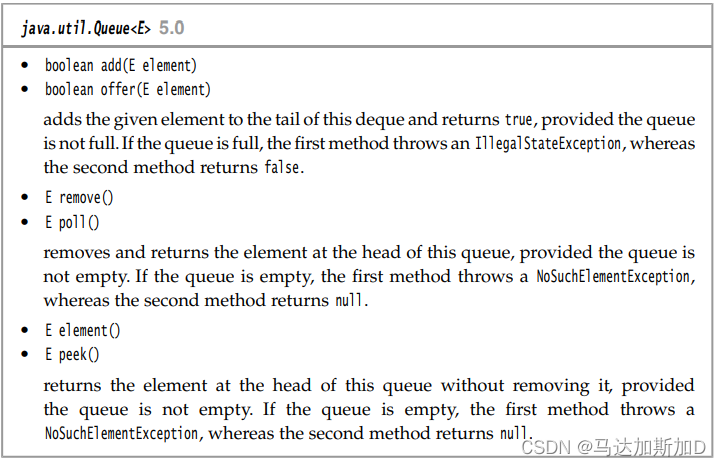 java.util.Queue<E> 5.0
• boolean add(E element)
• boolean offer(E element)
adds the given element to the tail of this deque and returns true, provided the queue
is not full. If the queue is full, the first method throws an IllegalStateException, whereas
the second method returns false.
• E remove()
• E poll()
removes and returns the element at the head of this queue, provided the queue is
not empty. If the queue is empty, the first method throws a NoSuchElementException,
whereas the second method returns null.
• E element()
• E peek()
returns the element at the head of this queue without removing it, provided
the queue is not empty. If the queue is empty, the first method throws a
NoSuchElementException, whereas the second method returns null.
CSDN @马达加斯加D